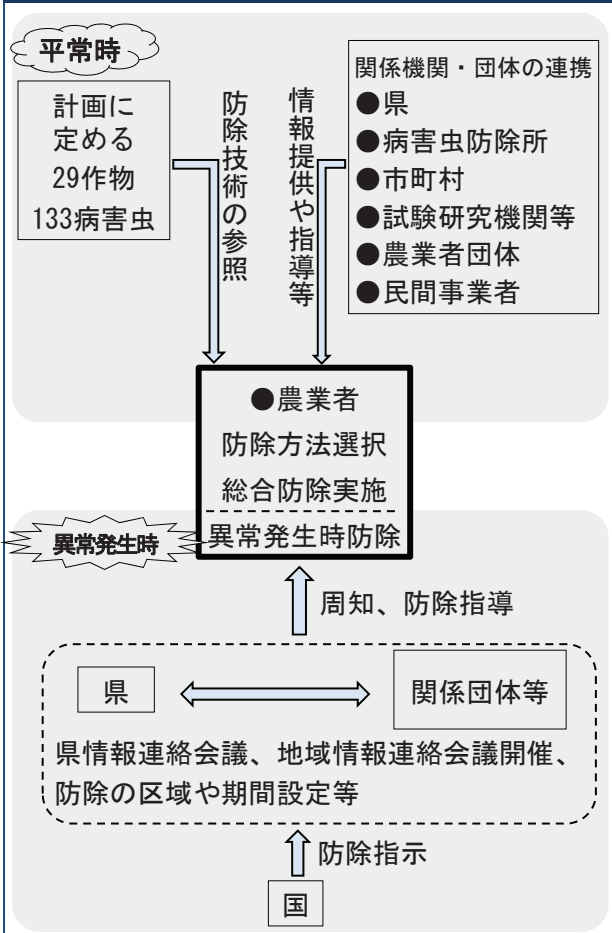 平常時
計画に
定める
29作物
133病害虫
防除技術の参照
情報提供や指導等
関係機関・団体の連携
●県
●病害虫防除所
●市町村
●試験研究機関等
●農業者団体
●民間事業者
●農業者
防除方法選択
総合防除実施
異常発生時防除
異常発生時
周知、防除指導
県
関係団体等
県情報連絡会議、地域情報連絡会議開催、
防除の区域や期間設定等
防除指示
国